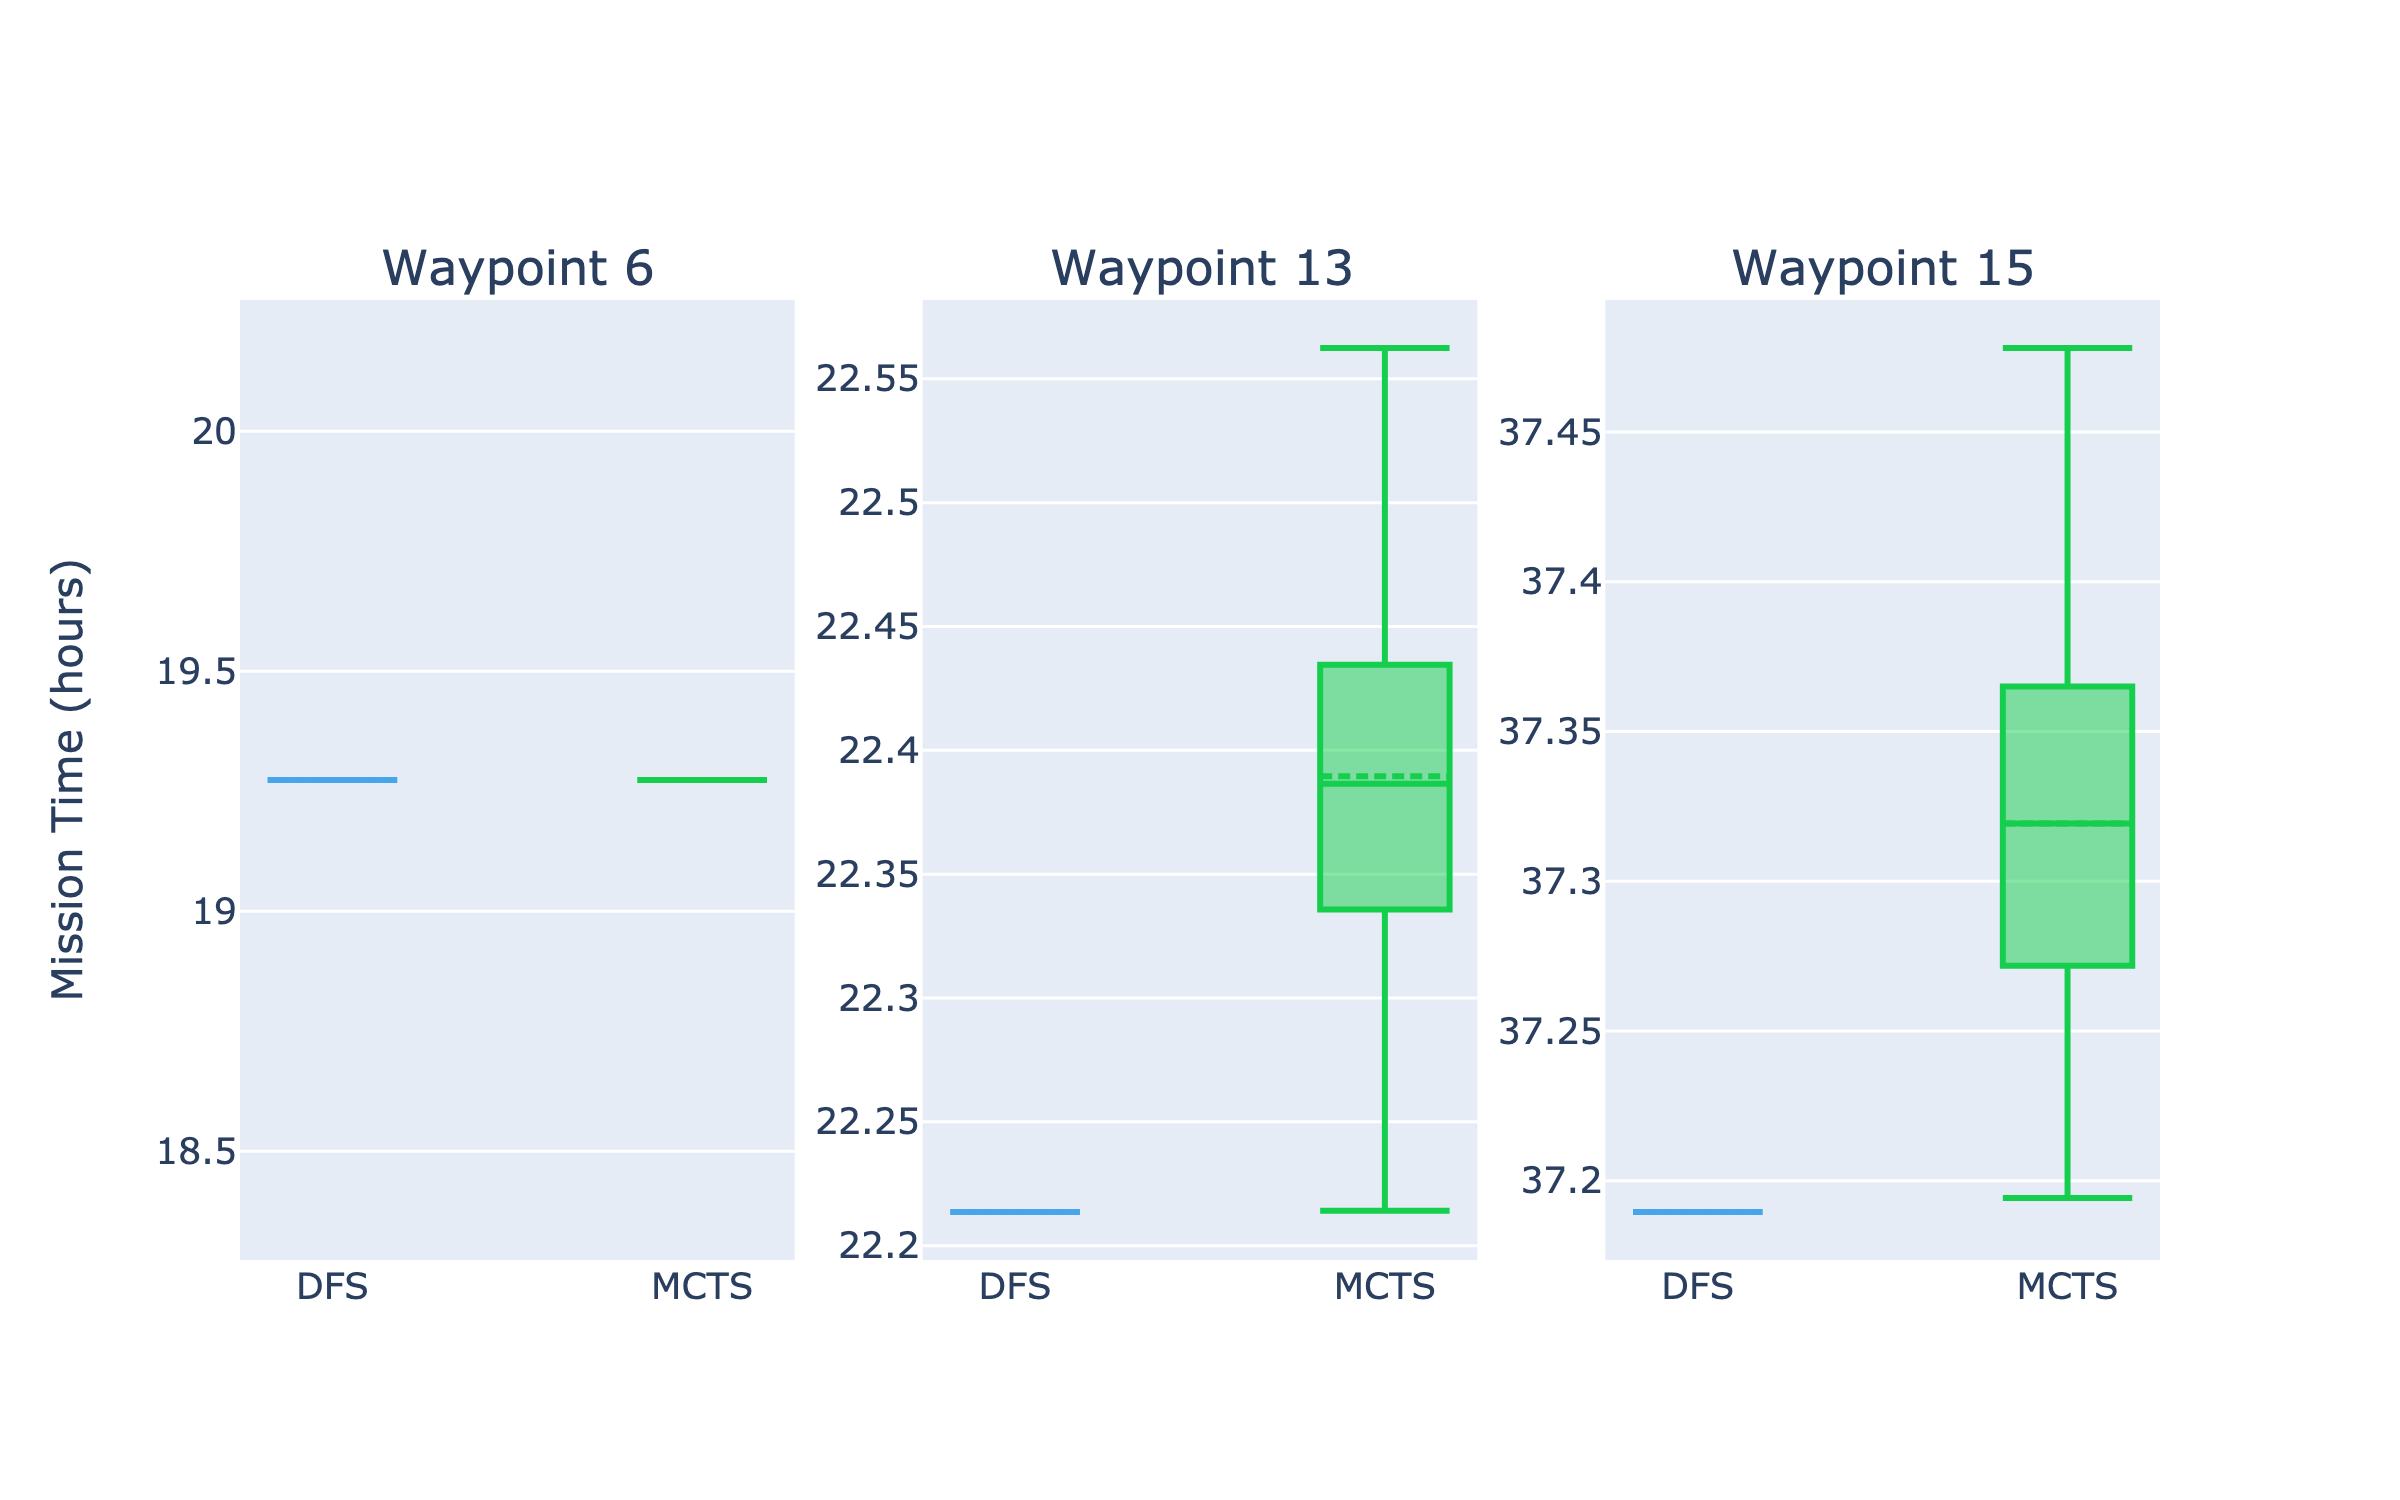 Waypoint 6
Waypoint 13
Waypoint 15
Mission Time (hours)
20
19.5
19
18.5
DFS
MCTS
22.55
22.5
22.45
22.4
22.35
22.3
22.25
22.2
DFS
MCTS
37.45
37.4
37.35
37.3
37.25
37.2
DFS
MCTS